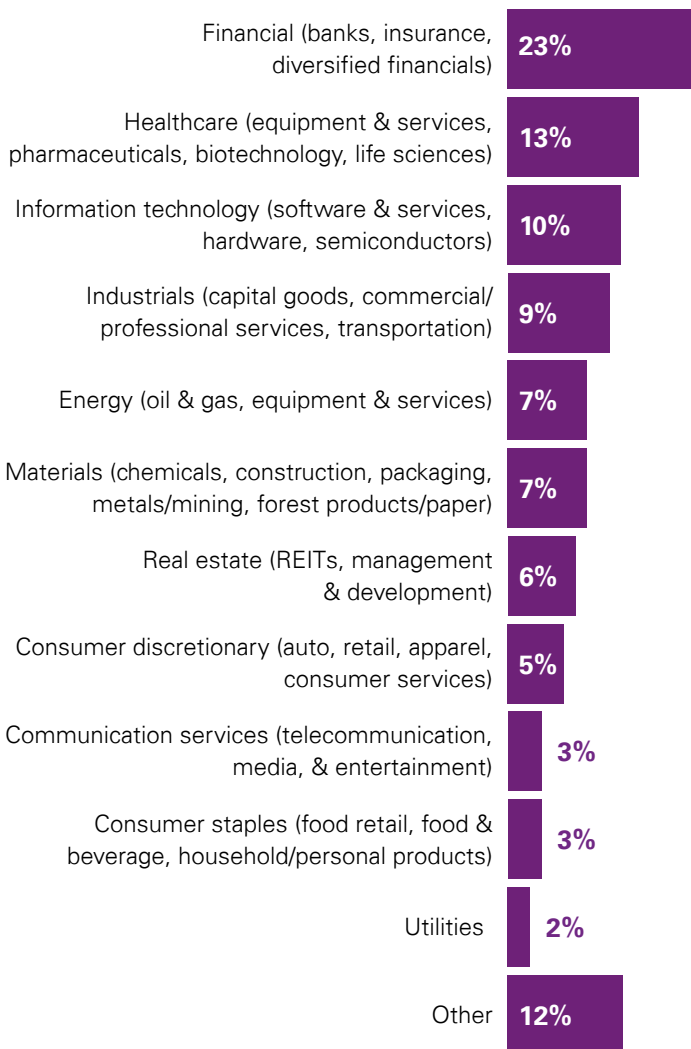 Financial (banks, insurance,
diversified financials)
23%
Healthcare (equipment & services,
pharmaceuticals, biotechnology, life sciences)
13%
Information technology (software & services,
hardware, semiconductors)
10%
Industrials (capital goods, commercial/
professional services, transportation)
9%
Energy (oil & gas, equipment & services)
7%
Materials (chemicals, construction, packaging,
metals/mining, forest products/paper)
7%
Real estate (REITs, management
& development)
6%
Consumer discretionary (auto, retail, apparel,
consumer services)
5%
Communication services (telecommunication,
media, & entertainment)
3%
Consumer staples (food retail, food &
beverage, household/personal products)
3%
Utilities
2%
Other
12%